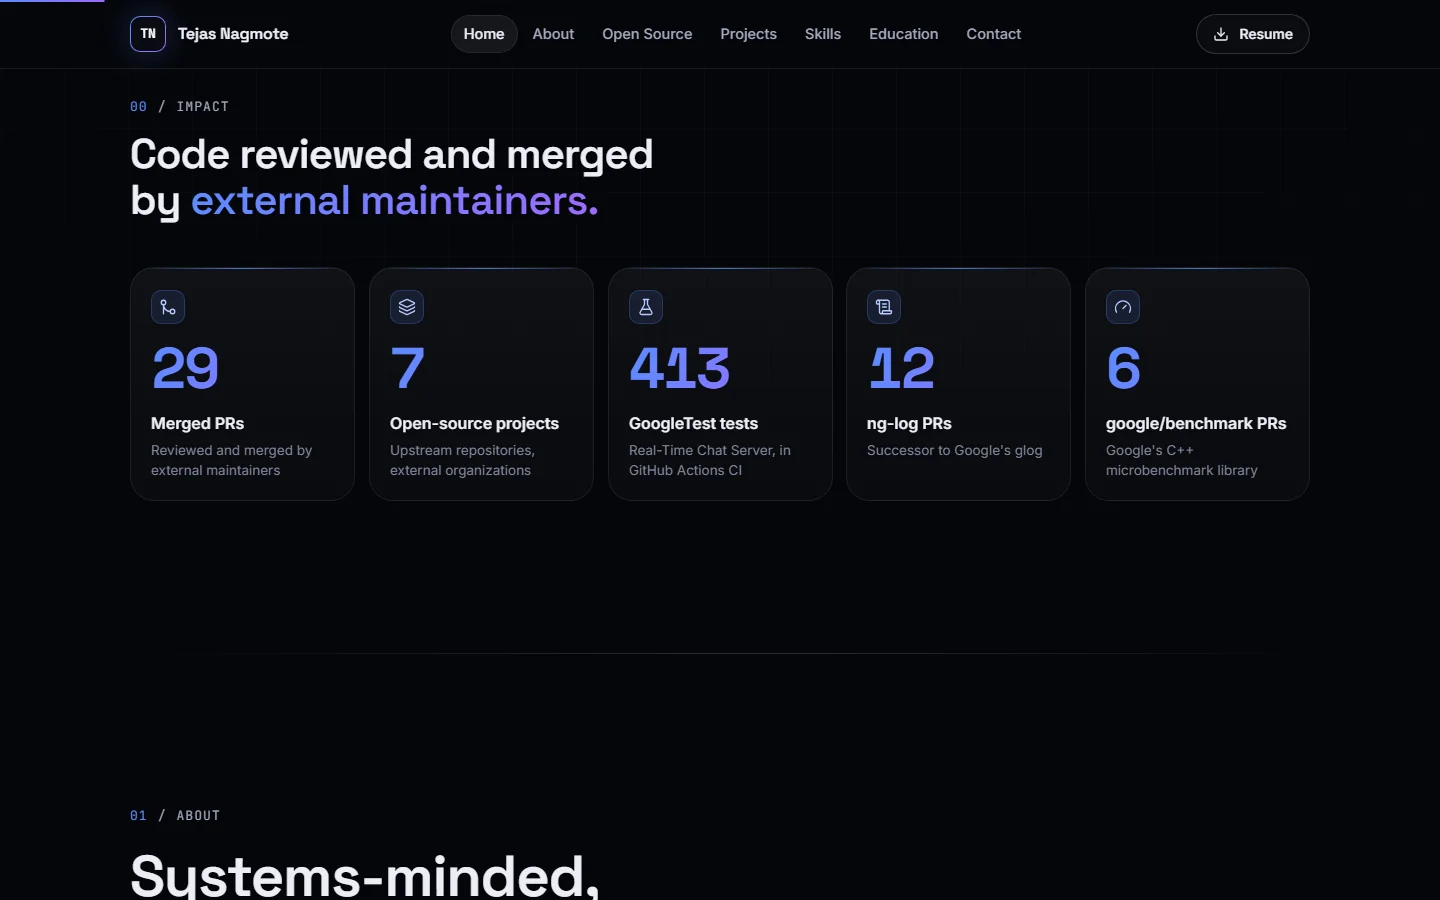 TN
Tejas Nagmote
Home
About
Open Source
Projects
Skills
Education
Contact
Resume
00 / IMPACT
Code reviewed and merged
by external maintainers.
29
Merged PRs
Reviewed and merged by
external maintainers
7
Open-source projects
Upstream repositories,
external organizations
413
GoogleTest tests
Real-Time Chat Server, in
GitHub Actions CI
12
ng-log PRs
Successor to Google's glog
6
google/benchmark PRs
Google's C++
microbenchmark library
01 / ABOUT
Systems-minded,